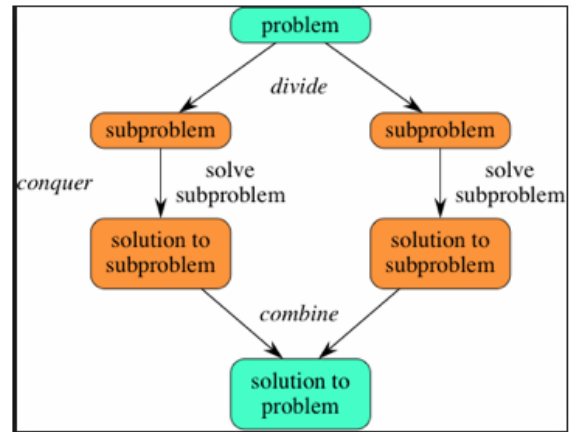 problem
divide
subproblem
subproblem
conquer
solve
subproblem
solve
subproblem
solution to
subproblem
solution to
subproblem
combine
solution to
problem